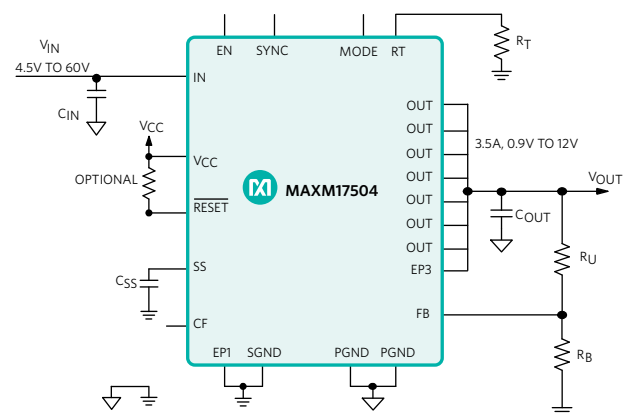 EN SYNC MODE RT
RT
VIN
4.5V TO 60V
IN
CIN
VCC
OPTIONAL
VCC
RESET
MAXM17504
OUT
OUT
OUT
OUT
OUT
OUT
OUT
EP3
3.5A, 0.9V TO 12V
VOUT
COUT
RU
CSS
SS
FB
CF
RB
EP1 SGND PGND PGND